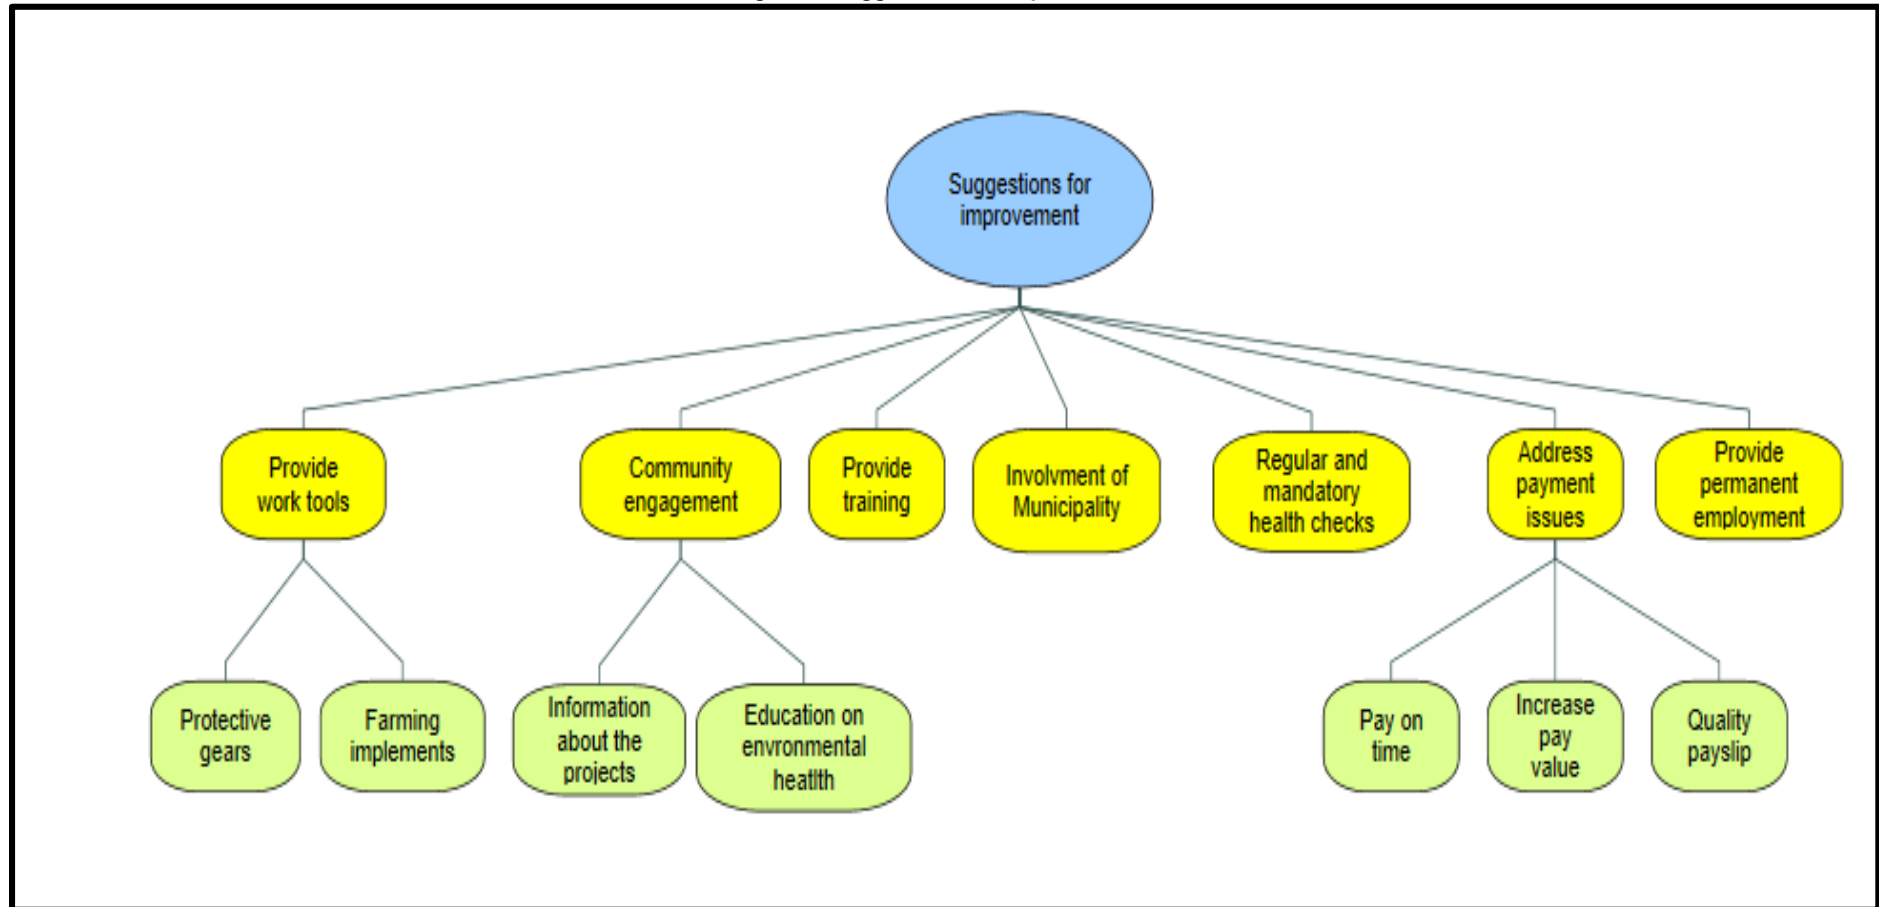 Suggestions for
improvement
Provide
work tools
Community
engagement
Provide
training
Involvment of
Municipality
Regular and
mandatory
health checks
Address
payment
issues
Provide
permanent
employment
Protective
gears
Farming
implements
Information
about the
projects
Education on
envronmental
heatlth
Pay on
time
Increase
pay
value
Quality
payslip